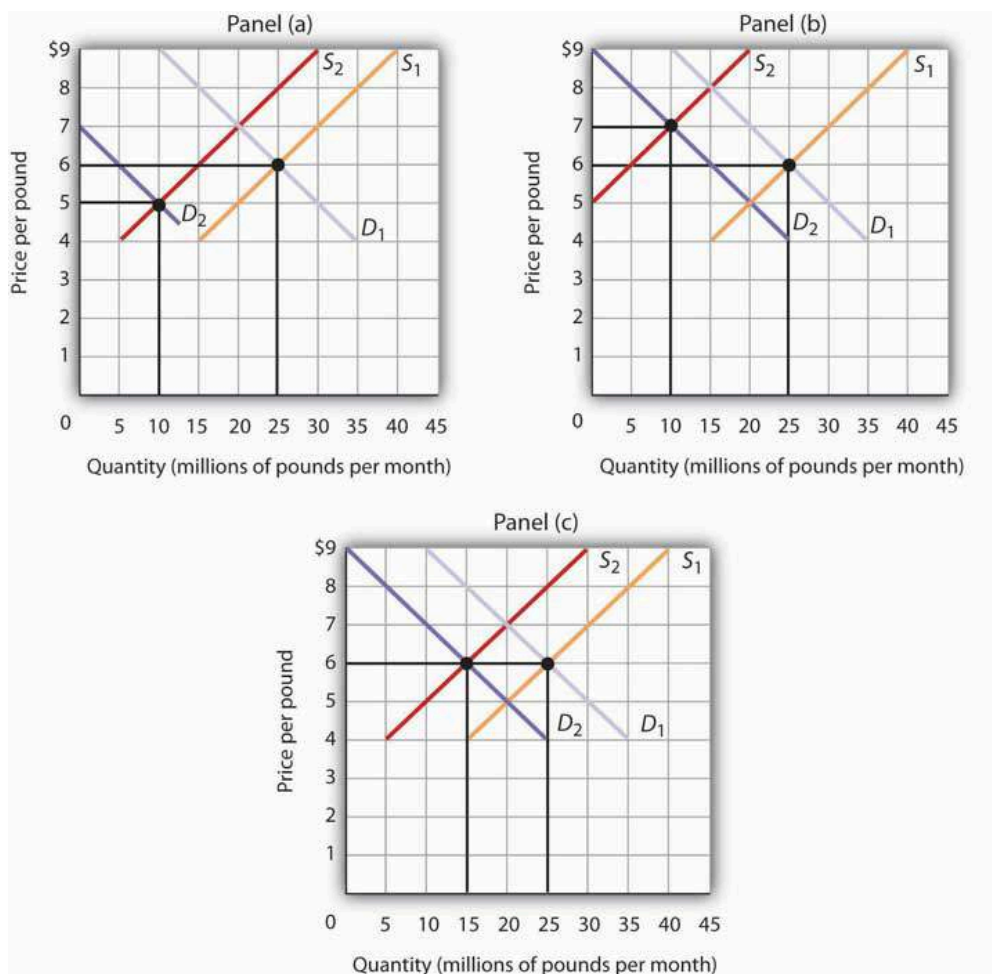 Panel (a)
$9
8
7
6
5
4
3
2
1
0
S2
S1
D2
D1
Price per pound
5 10 15 20 25 30 35 40 45
Quantity (millions of pounds per month)
Panel (b)
$9
8
7
6
5
4
3
2
1
0
S2
S1
D2
D1
Price per pound
5 10 15 20 25 30 35 40 45
Quantity (millions of pounds per month)
Panel (c)
$9
8
7
6
5
4
3
2
1
0
S2
S1
D2
D1
Price per pound
5 10 15 20 25 30 35 40 45
Quantity (millions of pounds per month)